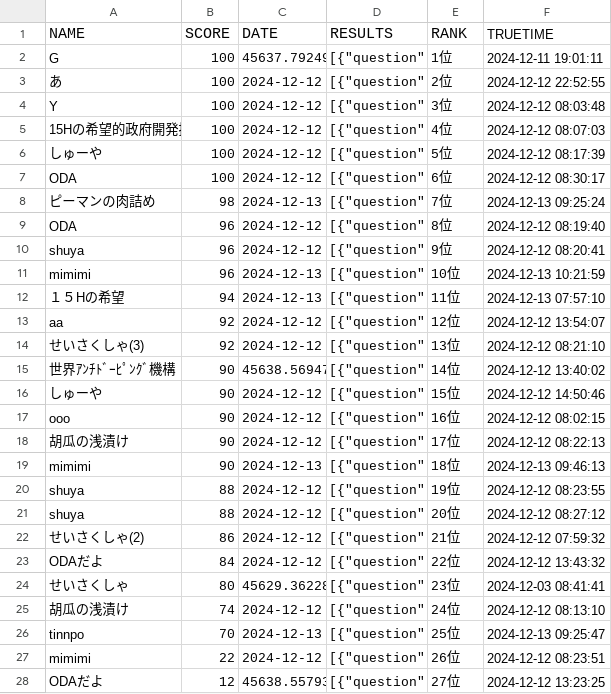 A B C D E F
1 NAME SCORE DATE RESULTS RANK TRUETIME
2 G 100 45637.79249 [{"question" 1位 2024-12-11 19:01:11
3 あ 100 2024-12-12 [{"question" 2位 2024-12-12 22:52:55
4 Y 100 2024-12-12 [{"question" 3位 2024-12-12 08:03:48
5 15Hの希望的政府開発 100 2024-12-12 [{"question" 4位 2024-12-12 08:07:03
6 しゅーや 100 2024-12-12 [{"question" 5位 2024-12-12 08:17:39
7 ODA 100 2024-12-12 [{"question" 6位 2024-12-12 08:30:17
8 ピーマンの肉詰め 98 2024-12-13 [{"question" 7位 2024-12-13 09:25:24
9 ODA 96 2024-12-12 [{"question" 8位 2024-12-12 08:19:40
10 shuya 96 2024-12-12 [{"question" 9位 2024-12-12 08:20:41
11 mimimi 96 2024-12-13 [{"question" 10位 2024-12-13 10:21:59
12 １５Hの希望 94 2024-12-13 [{"question" 11位 2024-12-13 07:57:10
13 aa 92 2024-12-12 [{"question" 12位 2024-12-12 13:54:07
14 せいさくしゃ(3) 92 2024-12-12 [{"question" 13位 2024-12-12 08:21:10
15 世界ｱﾝﾁﾄﾞｰﾋﾟﾝｸﾞ機構 90 45638.56947 [{"question" 14位 2024-12-12 13:40:02
16 しゅーや 90 2024-12-12 [{"question" 15位 2024-12-12 14:50:46
17 ooo 90 2024-12-12 [{"question" 16位 2024-12-12 08:02:15
18 胡瓜の浅漬け 90 2024-12-12 [{"question" 17位 2024-12-12 08:22:13
19 mimimi 90 2024-12-13 [{"question" 18位 2024-12-13 09:46:13
20 shuya 88 2024-12-12 [{"question" 19位 2024-12-12 08:23:55
21 shuya 88 2024-12-12 [{"question" 20位 2024-12-12 08:27:12
22 せいさくしゃ(2) 86 2024-12-12 [{"question" 21位 2024-12-12 07:59:32
23 ODAだよ 84 2024-12-12 [{"question" 22位 2024-12-12 13:43:32
24 せいさくしゃ 80 45629.36228 [{"question" 23位 2024-12-03 08:41:41
25 胡瓜の浅漬け 74 2024-12-12 [{"question" 24位 2024-12-12 08:13:10
26 tinnpo 70 2024-12-13 [{"question" 25位 2024-12-13 09:25:47
27 mimimi 22 2024-12-12 [{"question" 26位 2024-12-12 08:23:51
28 ODAだよ 12 45638.55793 [{"question" 27位 2024-12-12 13:23:25